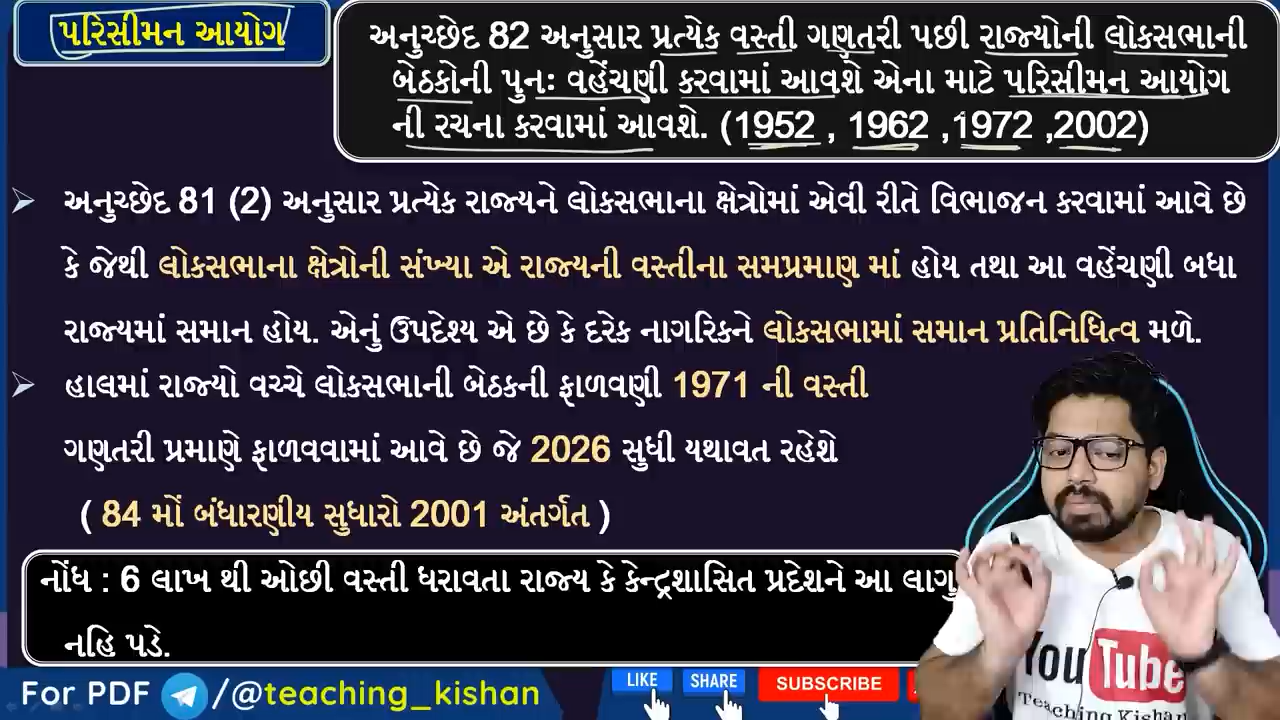 પરિસીમન આયોગ
અનુચ્છેદ 82 અનુસાર પ્રત્યેક વસ્તી ગણતરી પછી રાજ્યોની લોકસભાની
બેઠકોની પુનઃ વહેંચણી કરવામાં આવશે એના માટે પરિસીમન આયોગ
ની રચના કરવામાં આવશે. (1952 , 1962 ,1972 ,2002)
અનુચ્છેદ 81 (2) અનુસાર પ્રત્યેક રાજ્યને લોકસભાના ક્ષેત્રોમાં એવી રીતે વિભાજન કરવામાં આવે છે
કે જેથી લોકસભાના ક્ષેત્રોની સંખ્યા એ રાજ્યની વસ્તીના સમપ્રમાણ માં હોય તથા આ વહેંચણી બધા
રાજ્યમાં સમાન હોય. એનું ઉપદેશ્ય એ છે કે દરેક નાગરિકને લોકસભામાં સમાન પ્રતિનિધિત્વ મળે.
હાલમાં રાજ્યો વચ્ચે લોકસભાની બેઠકની ફાળવણી 1971 ની વસ્તી
ગણતરી પ્રમાણે ફાળવવામાં આવે છે જે 2026 સુધી યથાવત રહેશે
( 84 મોં બંધારણીય સુધારો 2001 અંતર્ગત )
નોંધ : 6 લાખ થી ઓછી વસ્તી ધરાવતા રાજ્ય કે કેન્દ્રશાસિત પ્રદેશને આ લાગુ
નહિ પડે.
For PDF /@teaching_kishan
LIKE
SHARE
SUBSCRIBE
You Tube
Teaching Kishan